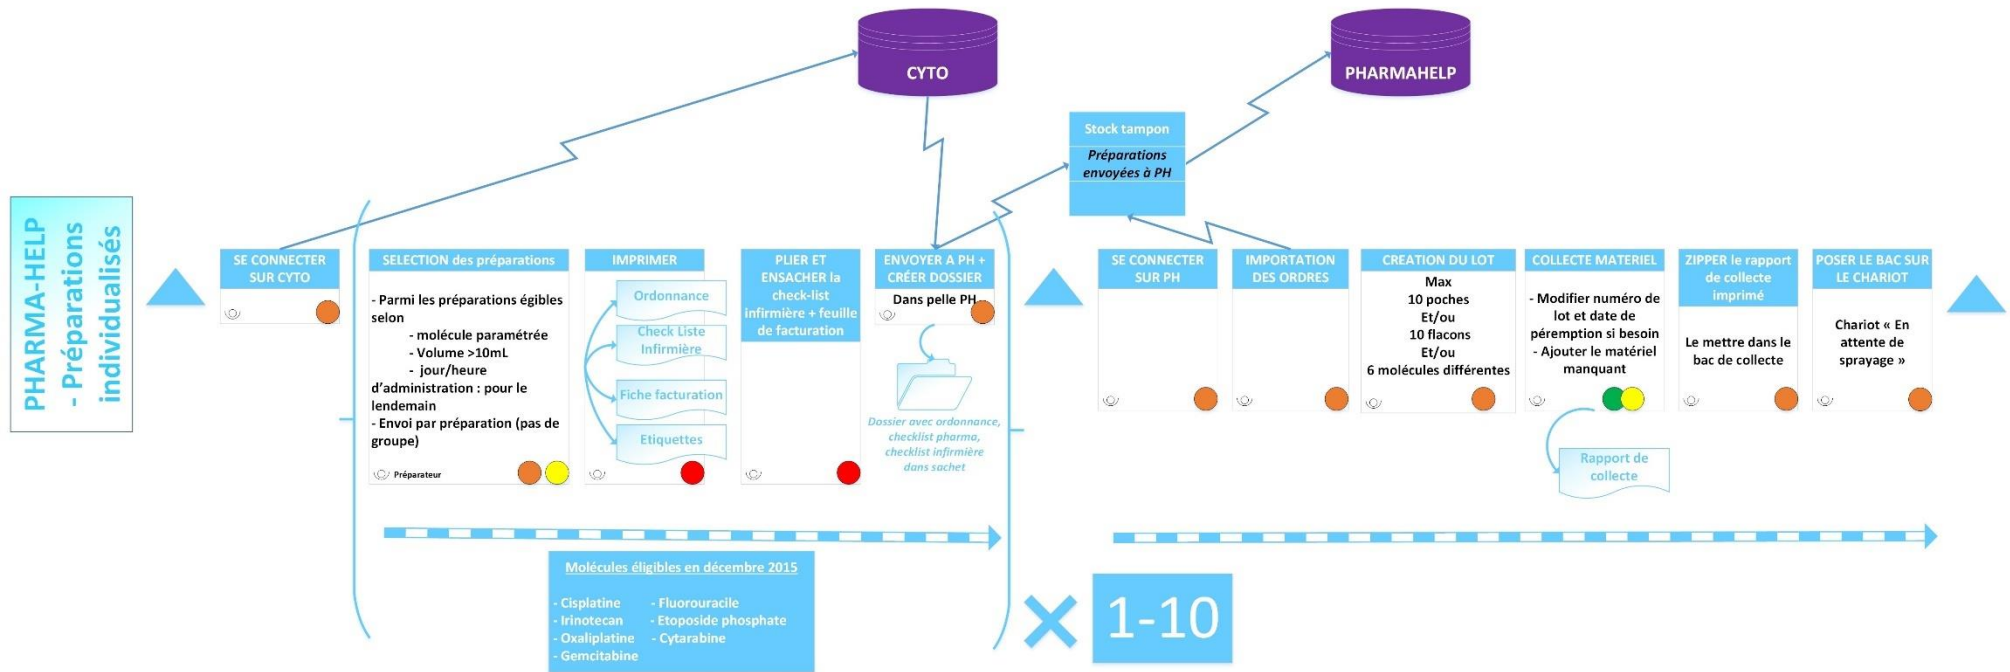 PHARMA-HELP
- Préparations
individualisés
CYTO
PHARMAHELP
Stock tampon
Préparations
envoyées à PH
SE CONNECTER
SUR CYTO
SELECTION des préparations
- Parmi les préparations égibles
selon
- molécule paramétrée
- Volume >10mL
- jour/heure
d’administration : pour le
lendemain
- Envoi par préparation (pas de
groupe)
Préparateur
IMPRIMER
Ordonnance
Check Liste
Infirmière
Fiche facturation
Etiquettes
PLIER ET
ENSACHER la
check-list
infirmière + feuille
de facturation
ENVOYER A PH +
CRÉER DOSSIER
Dans pelle PH
Dossier avec ordonnance,
checklist pharma,
checklist infirmière
dans sachet
SE CONNECTER
SUR PH
IMPORTATION
DES ORDRES
CREATION DU LOT
Max
10 poches
Et/ou
10 flacons
Et/ou
6 molécules différentes
COLLECTE MATERIEL
- Modifier numéro de
lot et date de
péremption si besoin
- Ajouter le matériel
manquant
Rapport de
collecte
ZIPPER le rapport
de collecte
imprimé
Le mettre dans le
bac de collecte
POSER LE BAC SUR
LE CHARIOT
Chariot « En
attente de
sprayage »
Molécules éligibles en décembre 2015
- Cisplatine
- Irinotecan
- Oxaliplatine
- Gemcitabine
- Fluorouracile
- Etoposide phosphate
- Cytarabine
1-10